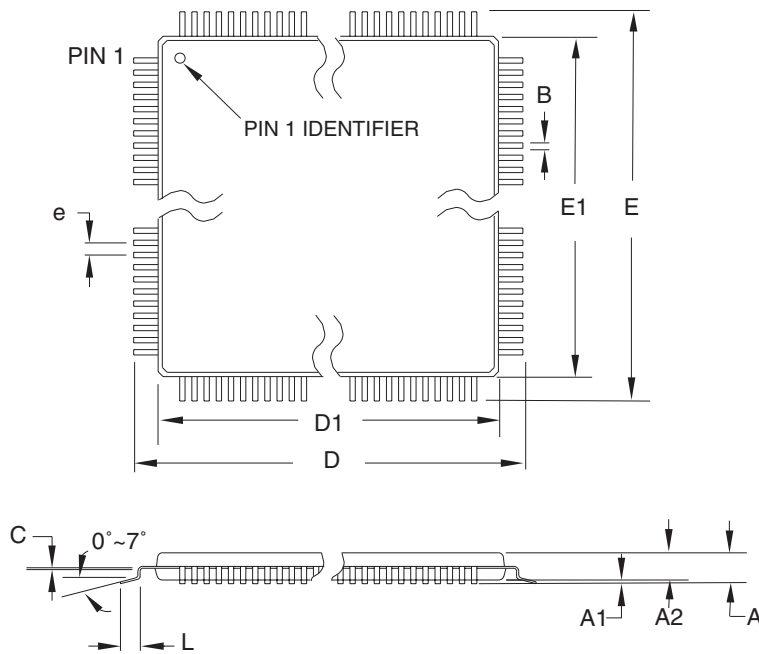 PIN 1
PIN 1 IDENTIFIER
B
e
E1
E
D1
D
C
0°~7°
L
A1
A2
A